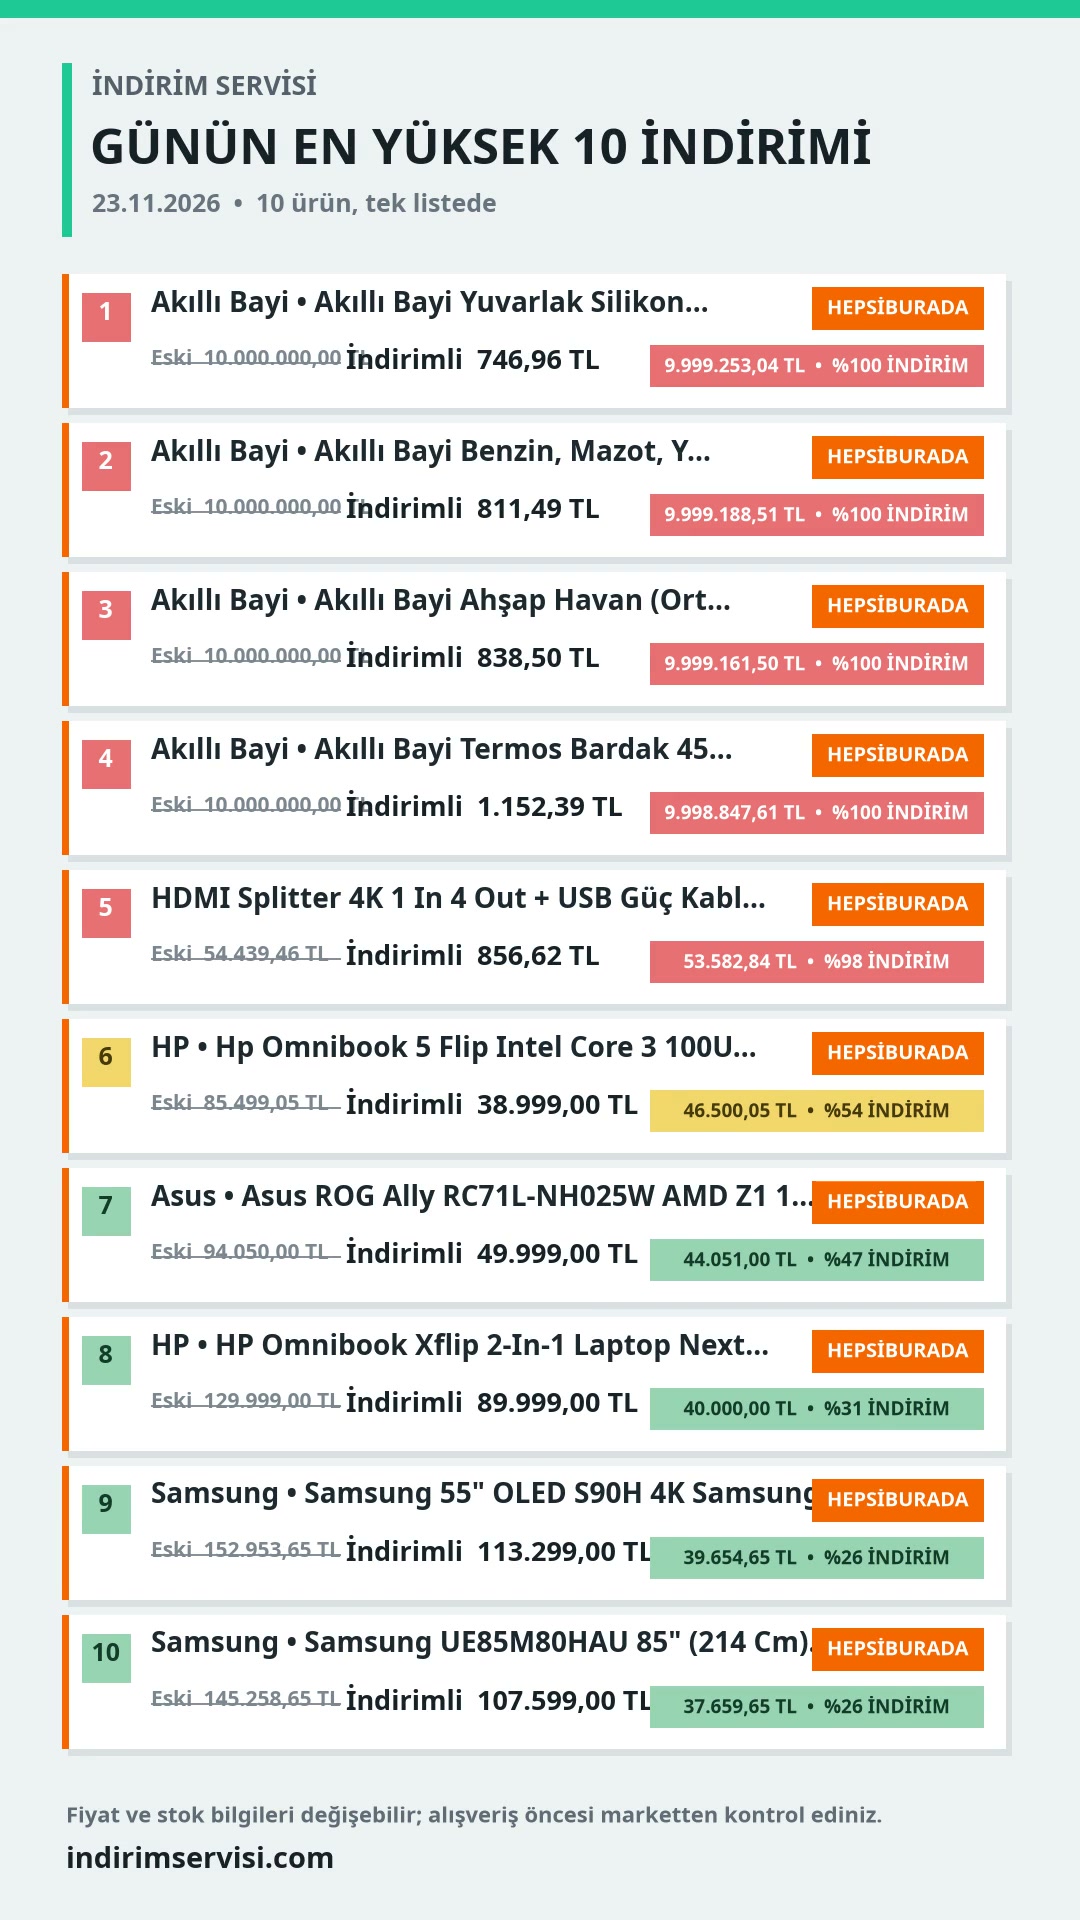 İNDİRİM SERVİSİ
GÜNÜN EN YÜKSEK 10 İNDİRİMİ
23.11.2026 • 10 ürün, tek listede
1 Akıllı Bayi • Akıllı Bayi Yuvarlak Silikon... HEPSİBURADA
Eski 10.000.000,00 TL İndirimli 746,96 TL 9.999.253,04 TL • %100 İNDİRİM
2 Akıllı Bayi • Akıllı Bayi Benzin, Mazot, Y... HEPSİBURADA
Eski 10.000.000,00 TL İndirimli 811,49 TL 9.999.188,51 TL • %100 İNDİRİM
3 Akıllı Bayi • Akıllı Bayi Ahşap Havan (Ort... HEPSİBURADA
Eski 10.000.000,00 TL İndirimli 838,50 TL 9.999.161,50 TL • %100 İNDİRİM
4 Akıllı Bayi • Akıllı Bayi Termos Bardak 45... HEPSİBURADA
Eski 10.000.000,00 TL İndirimli 1.152,39 TL 9.998.847,61 TL • %100 İNDİRİM
5 HDMI Splitter 4K 1 In 4 Out + USB Güç Kabl... HEPSİBURADA
Eski 54.439,46 TL İndirimli 856,62 TL 53.582,84 TL • %98 İNDİRİM
6 HP • Hp Omnibook 5 Flip Intel Core 3 100U... HEPSİBURADA
Eski 85.499,05 TL İndirimli 38.999,00 TL 46.500,05 TL • %54 İNDİRİM
7 Asus • Asus ROG Ally RC71L-NH025W AMD Z1 1... HEPSİBURADA
Eski 94.050,00 TL İndirimli 49.999,00 TL 44.051,00 TL • %47 İNDİRİM
8 HP • HP Omnibook Xflip 2-In-1 Laptop Next... HEPSİBURADA
Eski 129.999,00 TL İndirimli 89.999,00 TL 40.000,00 TL • %31 İNDİRİM
9 Samsung • Samsung 55" OLED S90H 4K Samsung HEPSİBURADA
Eski 152.953,65 TL İndirimli 113.299,00 TL 39.654,65 TL • %26 İNDİRİM
10 Samsung • Samsung UE85M80HAU 85" (214 Cm). HEPSİBURADA
Eski 145.258,65 TL İndirimli 107.599,00 TL 37.659,65 TL • %26 İNDİRİM
Fiyat ve stok bilgileri değişebilir; alışveriş öncesi marketten kontrol ediniz.
indirimservisi.com